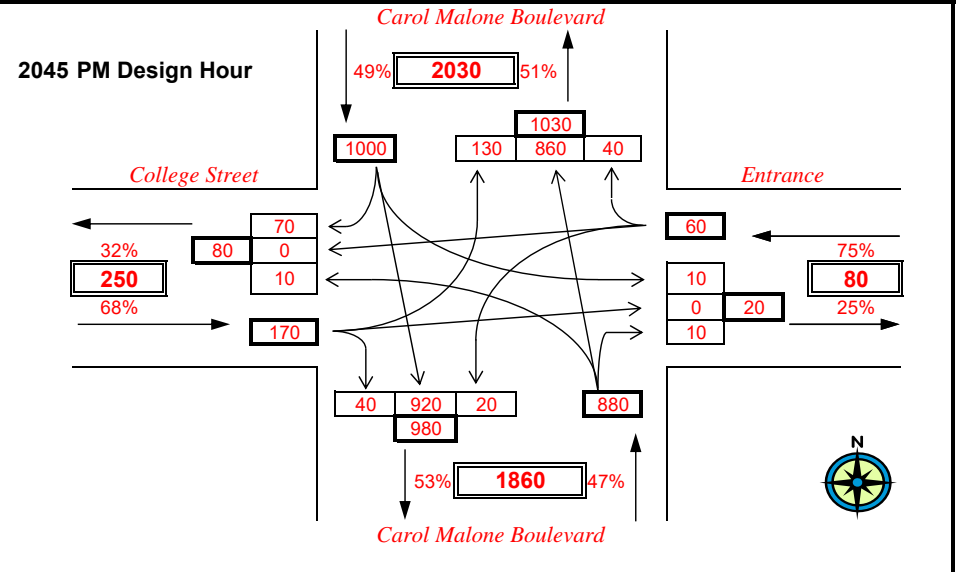 Carol Malone Boulevard
2045 PM Design Hour
49% 2030 51%
1030
1000 130 860 40
College Street Entrance
70 60
32% 80 0 75%
250 10 10 80
68% 0 20 25%
170 10
40 920 20 880
980
53% 1860 47%
Carol Malone Boulevard
N